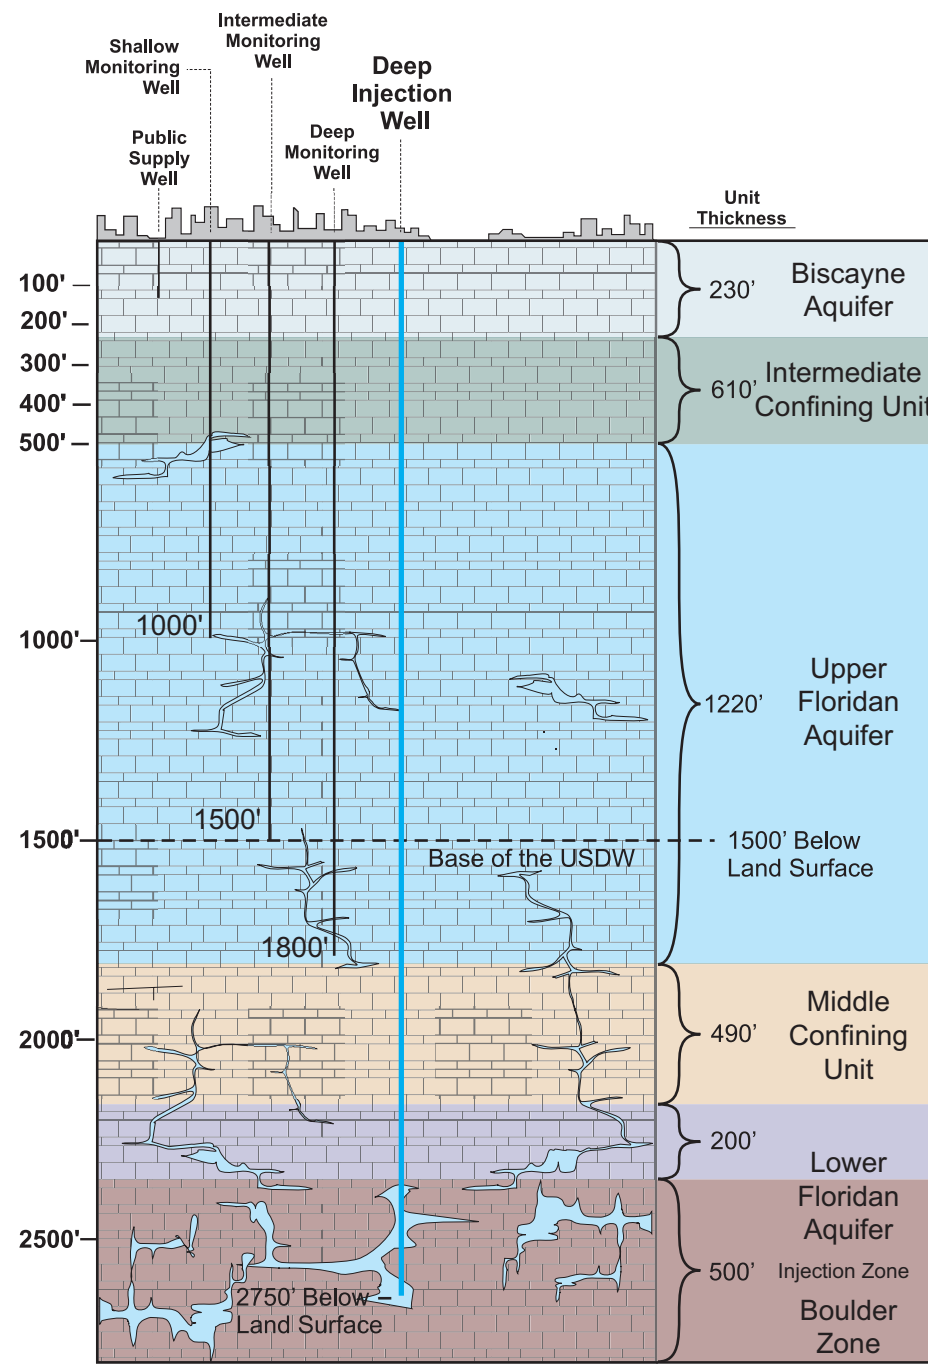 Intermediate
Monitoring
Well
Shallow
Monitoring
Well
Deep
Injection
Well
Public
Supply
Well
Deep
Monitoring
Well
Unit
Thickness
100'
200'
300'
400'
500'
1000'
1500'
2000'
2500'
230’
Biscayne
Aquifer
610’
Intermediate
Confining Unit
1000'
1220’
Upper
Floridan
Aquifer
1500'
Base of the USDW
1500’ Below
Land Surface
1800'
490’
Middle
Confining
Unit
200’
Lower
Floridan
Aquifer
500’
Injection Zone
Boulder
Zone
2750’ Below
Land Surface